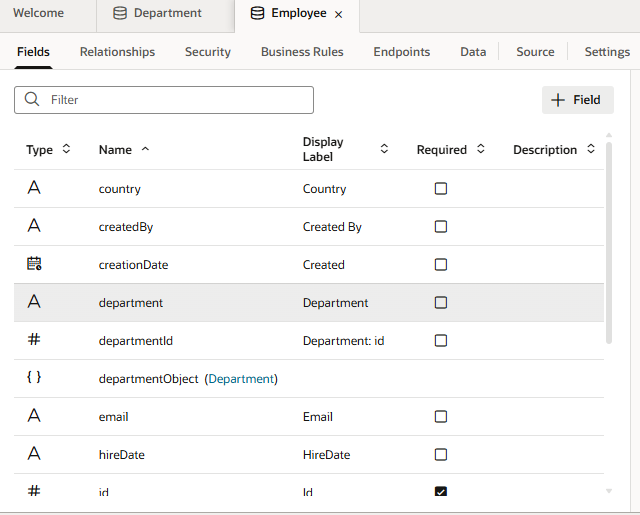 Welcome Department Employee ×
Fields Relationships Security Business Rules Endpoints Data Source Settings
Filter + Field
Type Name Display Label Required Description
A country Country
A createdBy Created By
creationDate Created
A department Department
# departmentId Department: id
{ } departmentObject (Department)
A email Email
A hireDate HireDate
# id Id